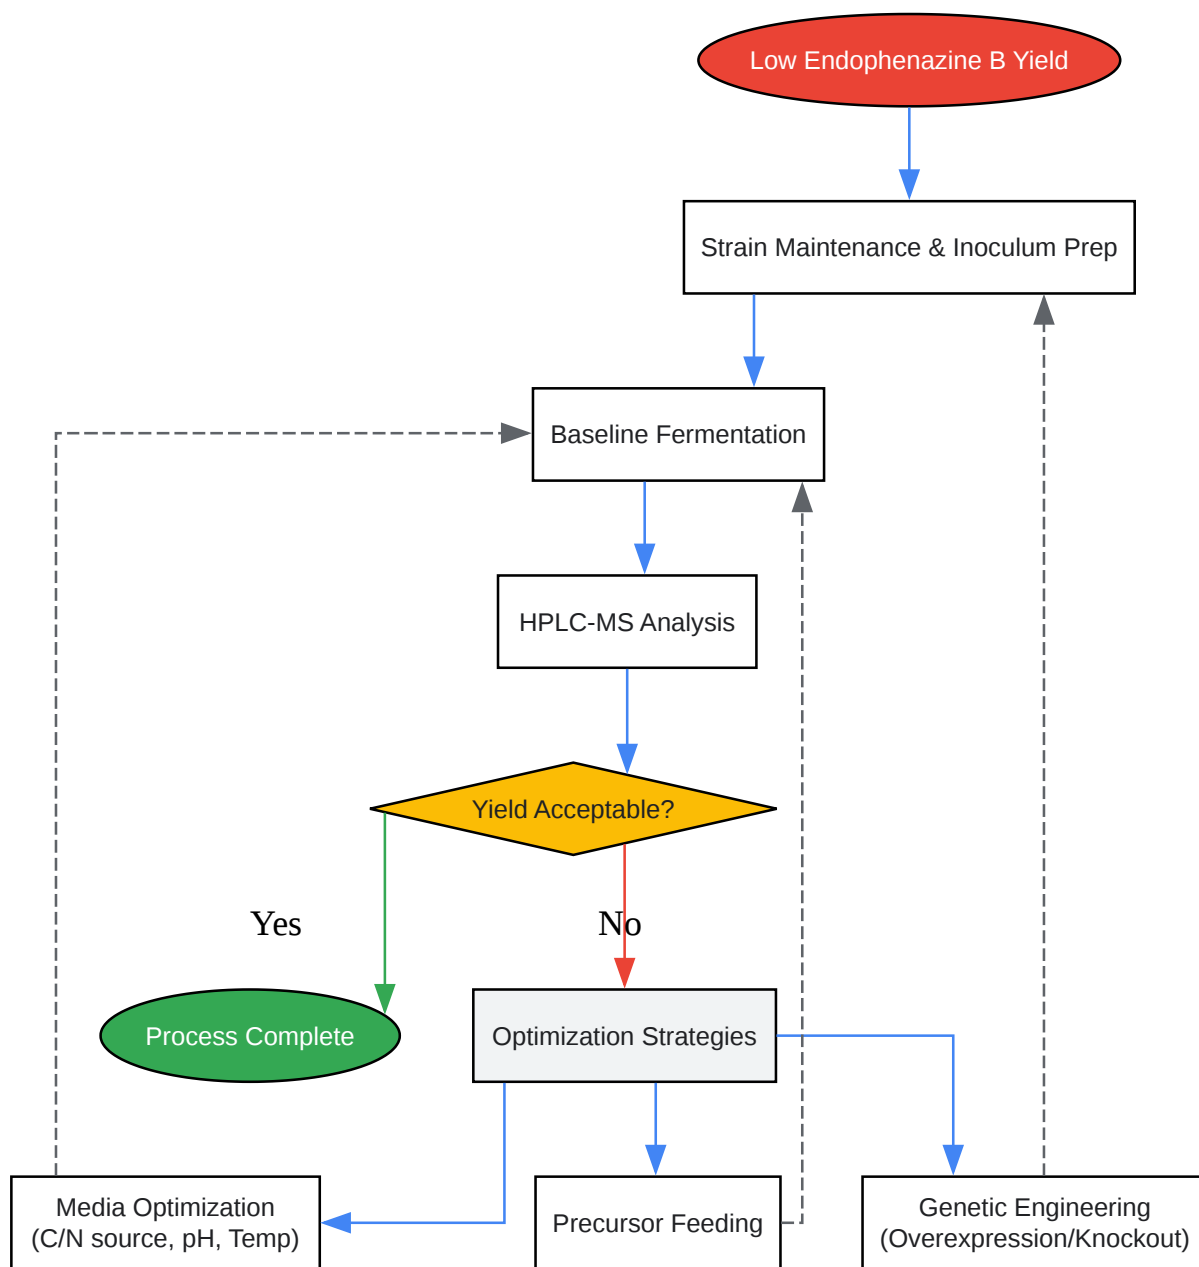 Low Endophenazine B Yield
Strain Maintenance & Inoculum Prep
Baseline Fermentation
HPLC-MS Analysis
Yield Acceptable?
Yes
No
Process Complete
Optimization Strategies
Media Optimization
(C/N source, pH, Temp)
Precursor Feeding
Genetic Engineering
(Overexpression/Knockout)